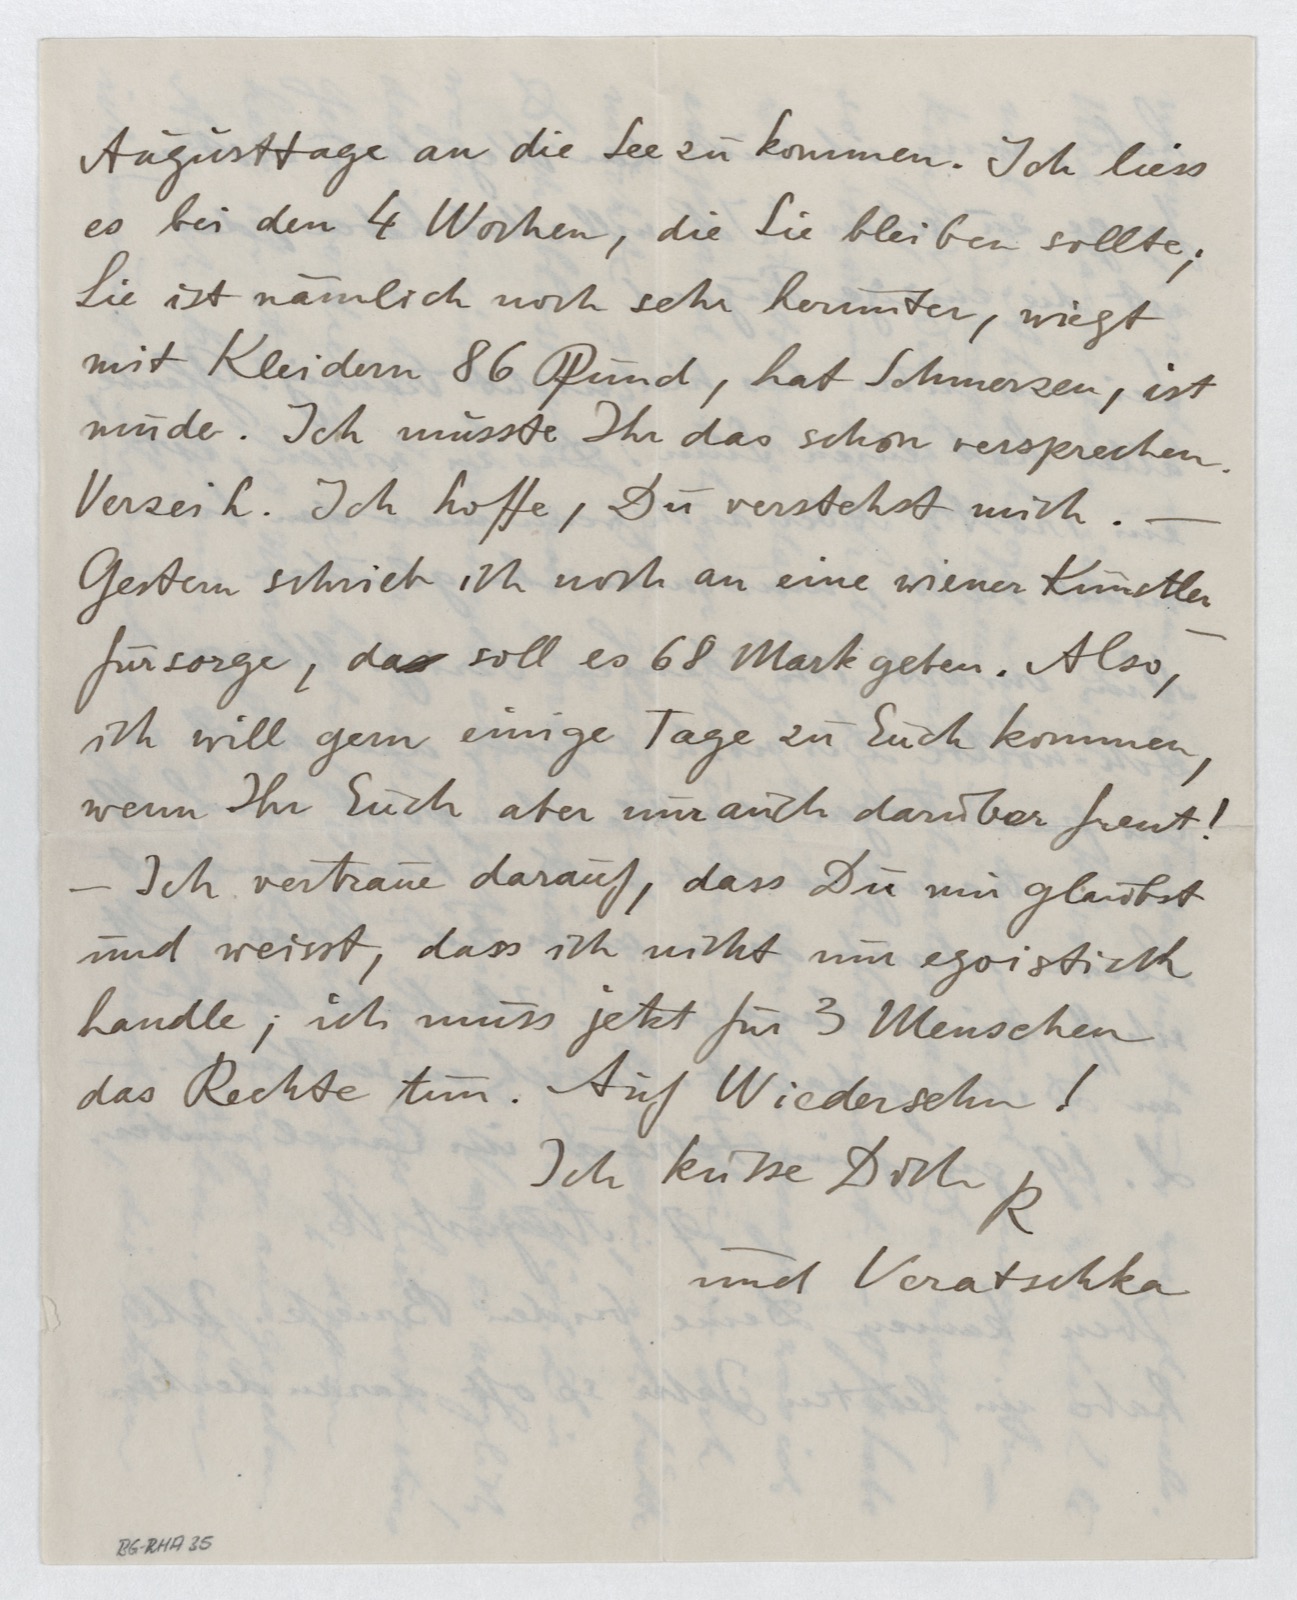 Augusttage an die See zu kommen. Ich liess
es bei den 4 Wochen, die Sie bleiben sollte;
Sie ist nämlich noch sehr herunter, wiegt
mit Kleidern 86 Pfund, hat Schmerzen, ist
müde. Ich musste Ihr das schon versprechen.
Verzeih. Ich hoffe, Du verstehst mich. —
Gestern schrieb ich noch an eine wiener Künstler
fürsorge, da soll es 68 Mark geben. Also,
ich will gern einige Tage zu Euch kommen,
wenn Ihr Euch aber nur auch darüber freut!
— Ich vertraue darauf, dass Du mir glaubst
und weisst, dass ich nicht nur egoistisch
handle; ich muss jetzt für 3 Menschen
das Rechte tun. Auf Wiedersehn!
Ich küsse Dich R
und Veratschka
BG-RHA 35